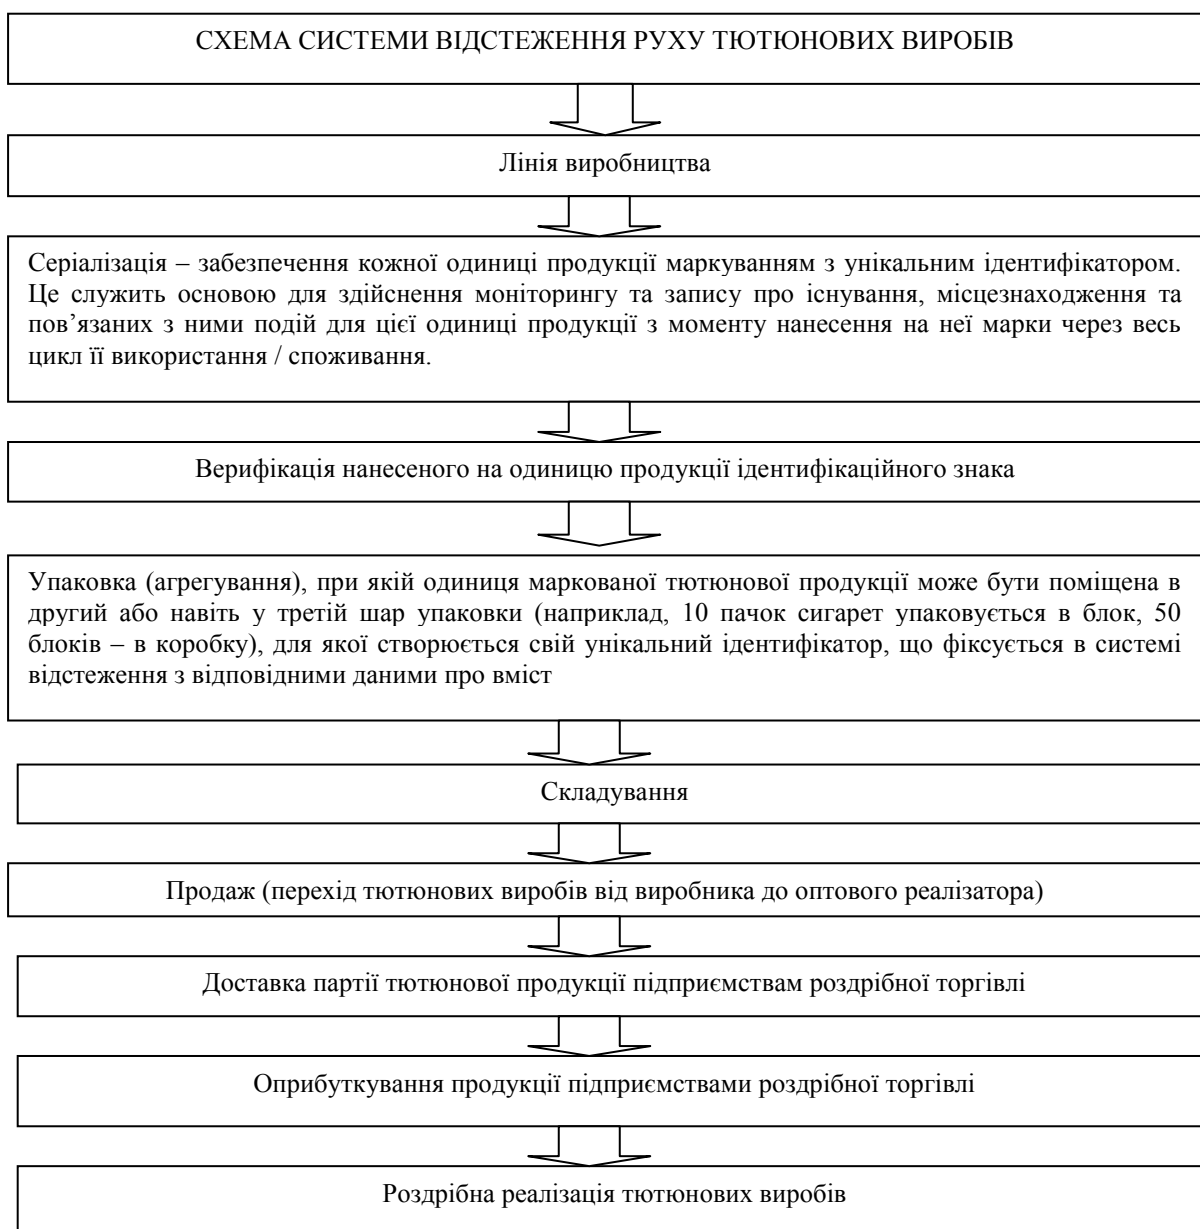 СХЕМА СИСТЕМИ ВІДСТЕЖЕННЯ РУХУ ТЮТЮНОВИХ ВИРОБІВ
Лінія виробництва
Серіалізація – забезпечення кожної одиниці продукції маркуванням з унікальним ідентифікатором.
Це служить основою для здійснення моніторингу та запису про існування, місцезнаходження та
пов’язаних з ними подій для цієї одиниці продукції з моменту нанесення на неї марки через весь
цикл її використання / споживання.
Верифікація нанесеного на одиницю продукції ідентифікаційного знака
Упаковка (агрегування), при якій одиниця маркованої тютюнової продукції може бути поміщена в
другий або навіть у третій шар упаковки (наприклад, 10 пачок сигарет упаковується в блок, 50
блоків – в коробку), для якої створюється свій унікальний ідентифікатор, що фіксується в системі
відстеження з відповідними даними про вміст
Складування
Продаж (перехід тютюнових виробів від виробника до оптового реалізатора)
Доставка партії тютюнової продукції підприємствам роздрібної торгівлі
Оприбуткування продукції підприємствами роздрібної торгівлі
Роздрібна реалізація тютюнових виробів